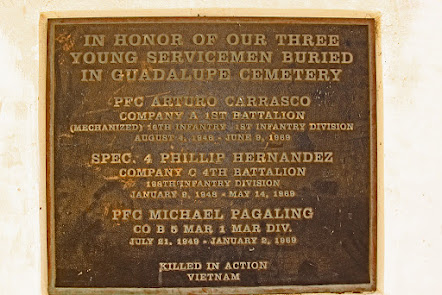 IN HONOR OF OUR THREE
YOUNG SERVICEMEN BURIED
IN GUADALUPE CEMETERY
PFC ARTURO CARRASCO
COMPANY A 1ST BATTALION
(MECHANIZED) 16TH INFANTRY 1ST INFANTRY DIVISION
AUGUST 4, 1948 - JUNE 9, 1969
SPEC. 4 PHILLIP HERNANDEZ
COMPANY C 4TH BATTALION
198TH INFANTRY DIVISION
JANUARY 9, 1948 - MAY 14, 1969
PFC MICHAEL PAGALING
CO B 5 MAR 1 MAR DIV.
JULY 21, 1949 - JANUARY 2, 1969
KILLED IN ACTION
VIETNAM